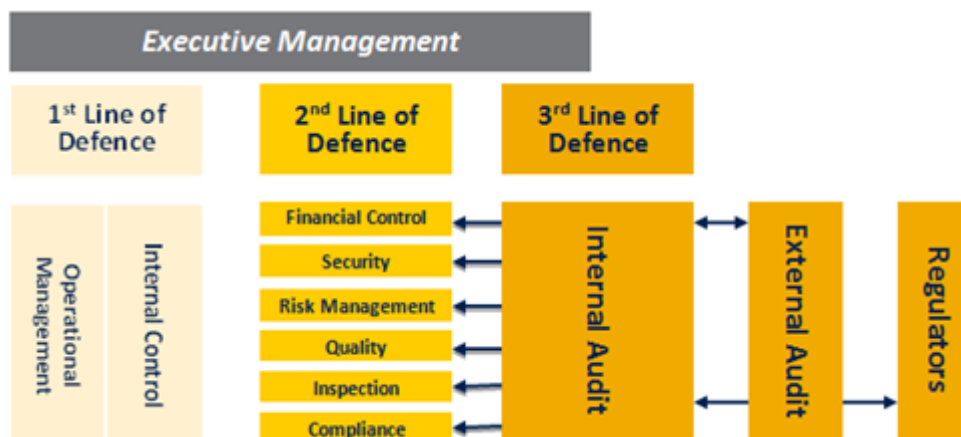 Executive Management
1st Line of
Defence
2nd Line of
Defence
3rd Line of
Defence
Operational
Management
Internal Control
Financial Control
Security
Risk Management
Quality
Inspection
Compliance
Internal Audit
External Audit
Regulators